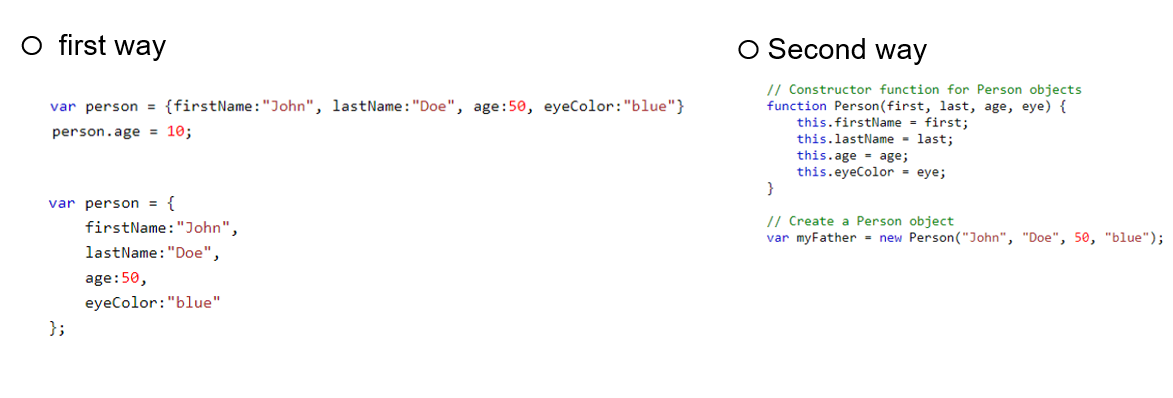 first way
var person = {firstName:"John", lastName:"Doe", age:50, eyeColor:"blue"}
person.age = 10;
var person = {
    firstName:"John",
    lastName:"Doe",
    age:50,
    eyeColor:"blue"
};
Second way
// Constructor function for Person objects
function Person(first, last, age, eye) {
    this.firstName = first;
    this.lastName = last;
    this.age = age;
    this.eyeColor = eye;
}
// Create a Person object
var myFather = new Person("John", "Doe", 50, "blue");